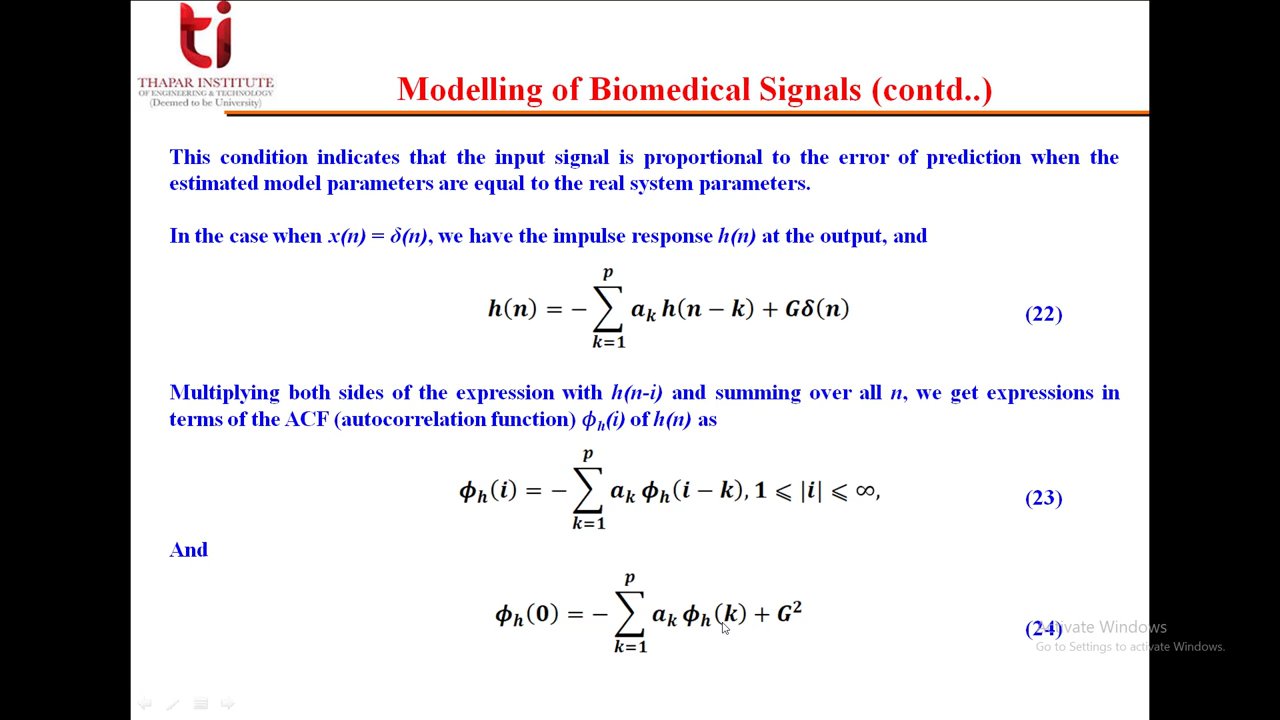 ti
THAPAR INSTITUTE
OF ENGINEERING & TECHNOLOGY
(Deemed to be University)
Modelling of Biomedical Signals (contd..)
This condition indicates that the input signal is proportional to the error of prediction when the
estimated model parameters are equal to the real system parameters.
In the case when x(n) = δ(n), we have the impulse response h(n) at the output, and
h(n) = − ∑_{k=1}^{p} a_k h(n − k) + Gδ(n) (22)
Multiplying both sides of the expression with h(n-i) and summing over all n, we get expressions in
terms of the ACF (autocorrelation function) ϕ_h(i) of h(n) as
ϕ_h(i) = − ∑_{k=1}^{p} a_k ϕ_h(i − k), 1 ⩽ |i| ⩽ ∞, (23)
And
ϕ_h(0) = − ∑_{k=1}^{p} a_k ϕ_h(k) + G² (24)
Activate Windows
Go to Settings to activate Windows.